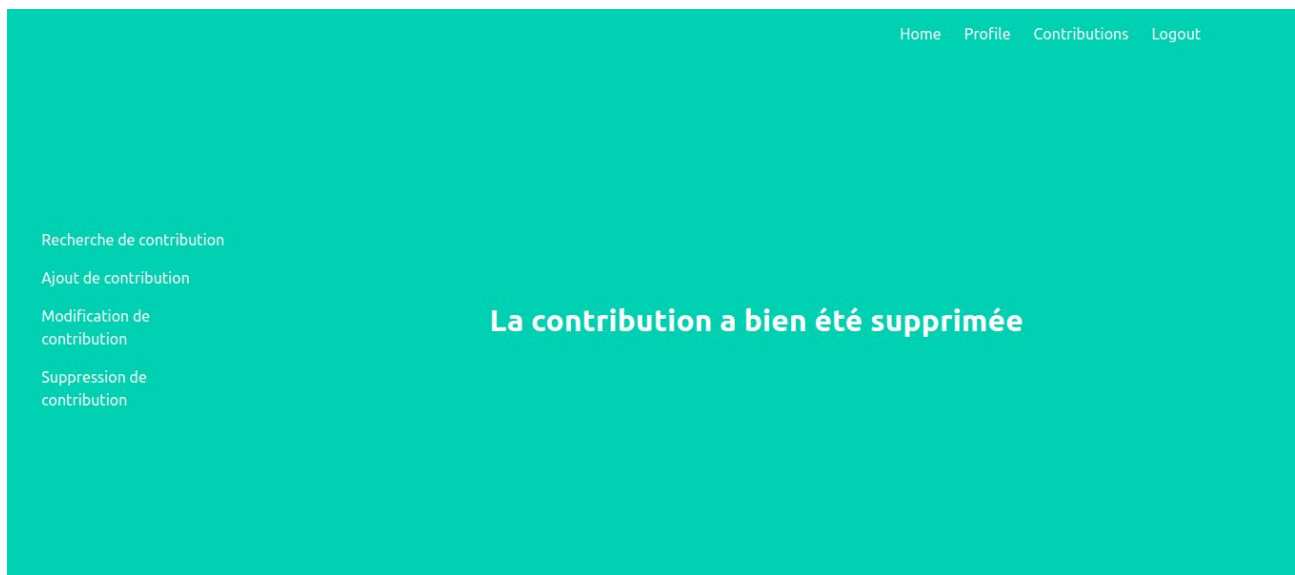 Home Profile Contributions Logout
Recherche de contribution
Ajout de contribution
Modification de
contribution
Suppression de
contribution
La contribution a bien été supprimée